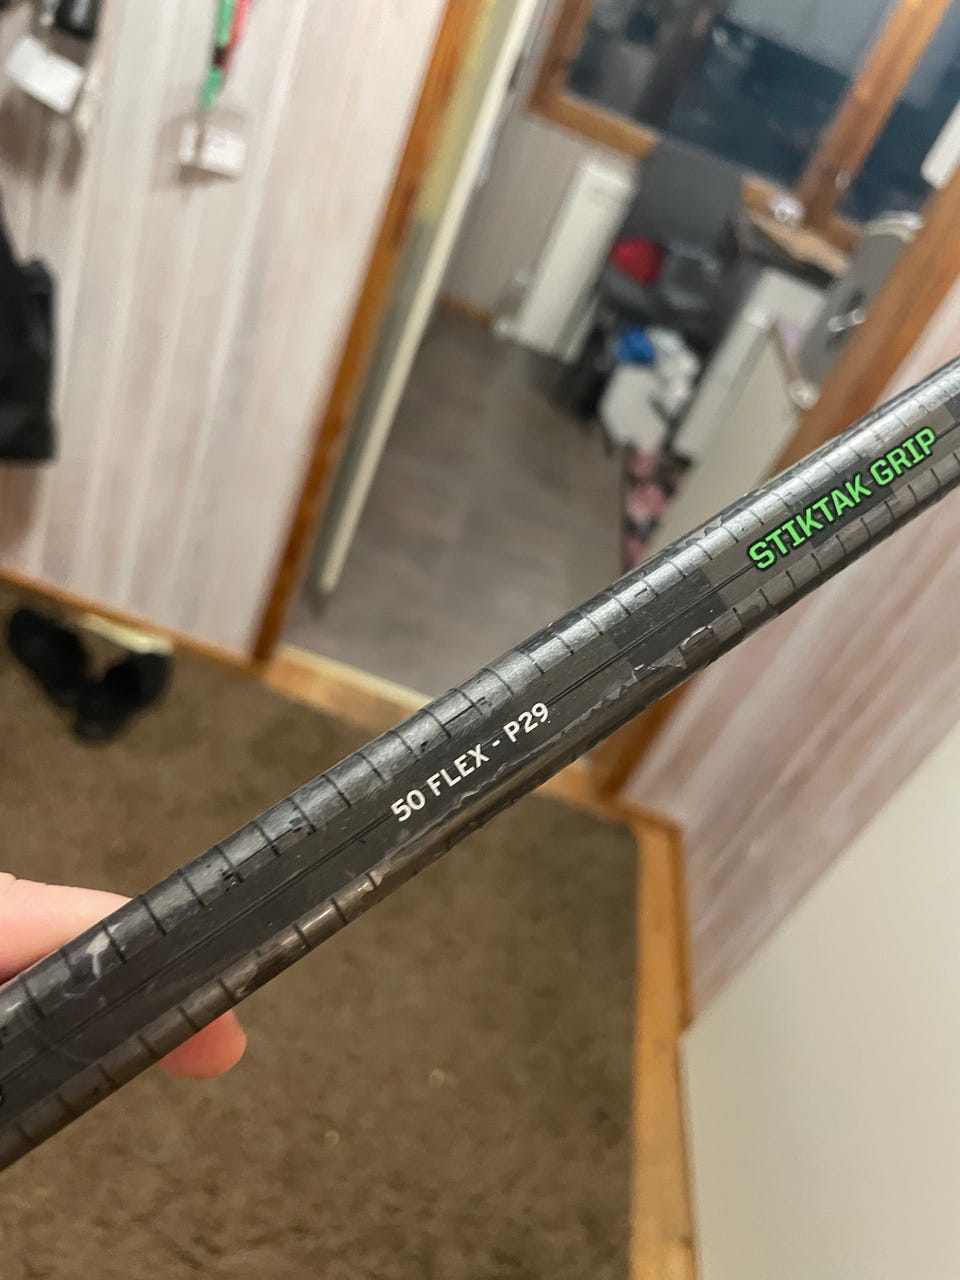 STIKTAK GRIP
50 FLEX - P29